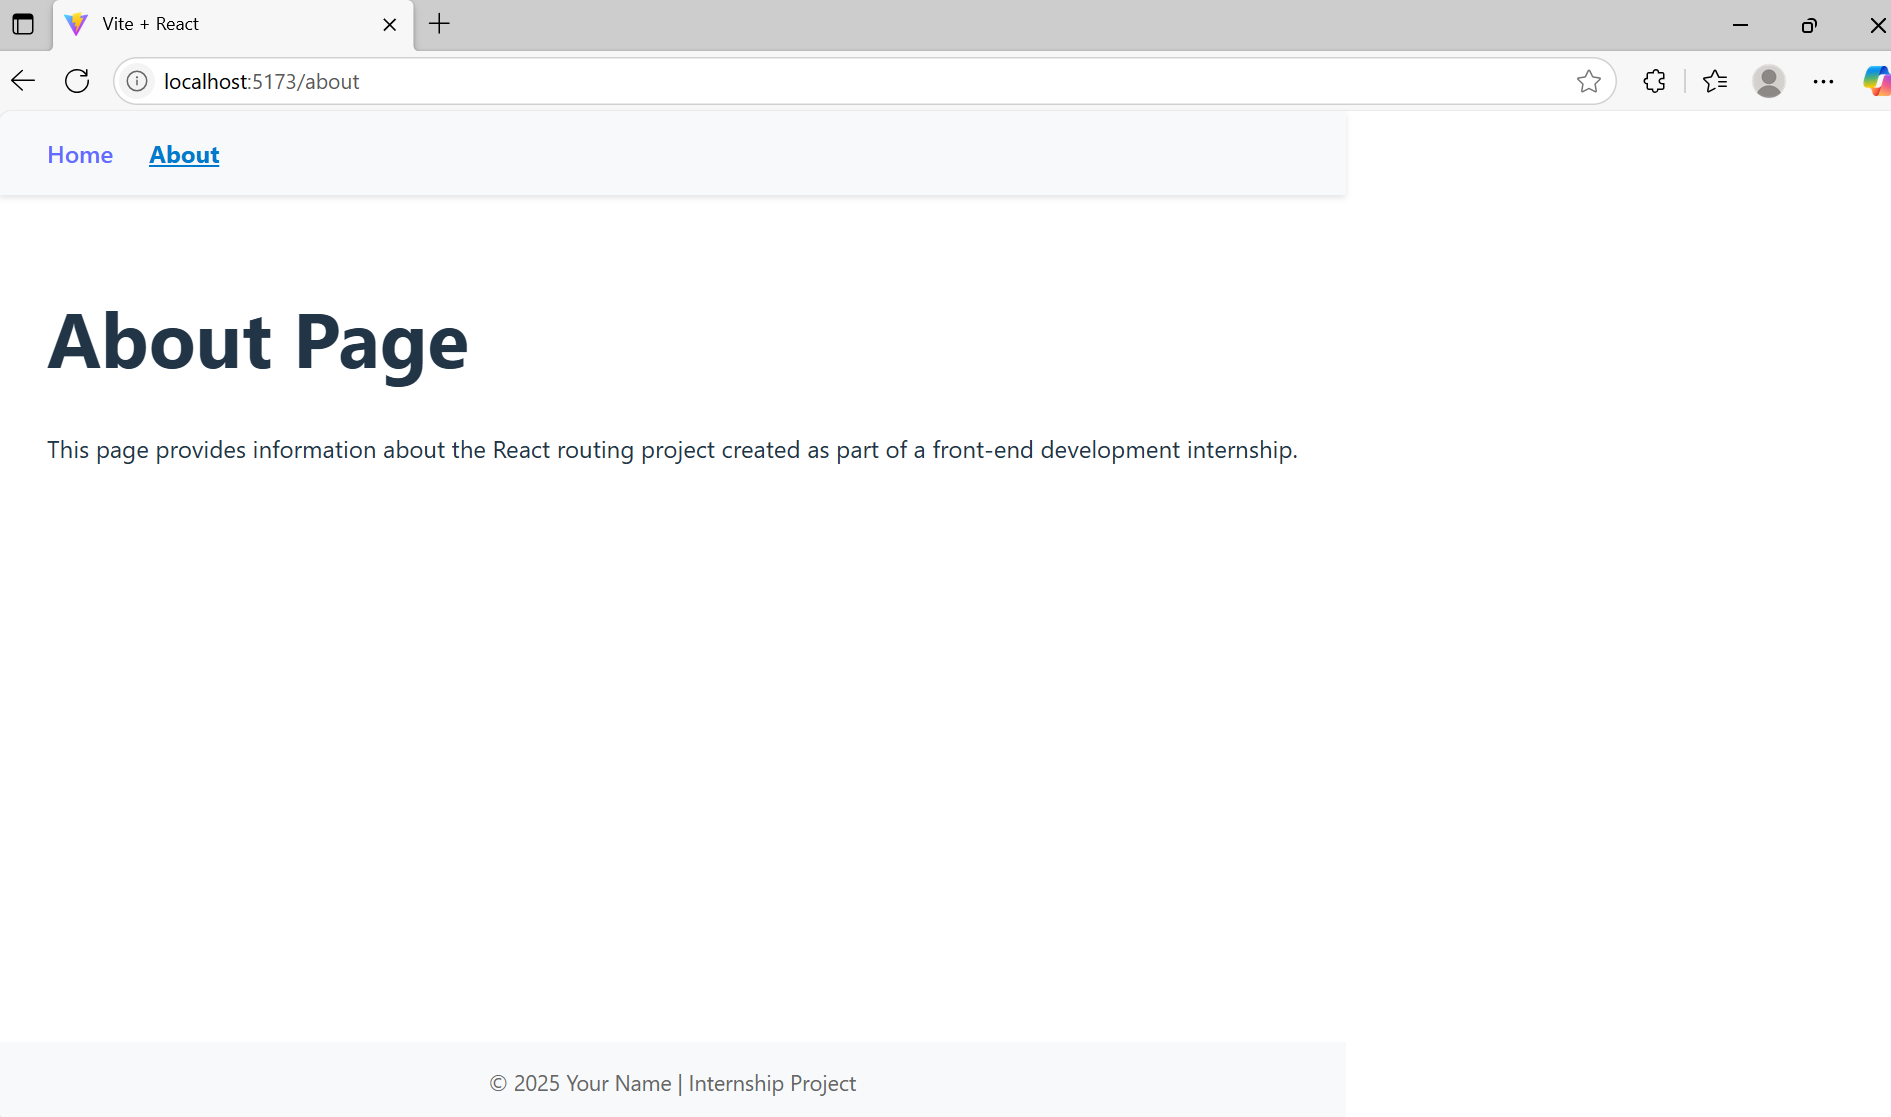 Vite + React
localhost:5173/about
Home About
About Page
This page provides information about the React routing project created as part of a front-end development internship.
© 2025 Your Name | Internship Project